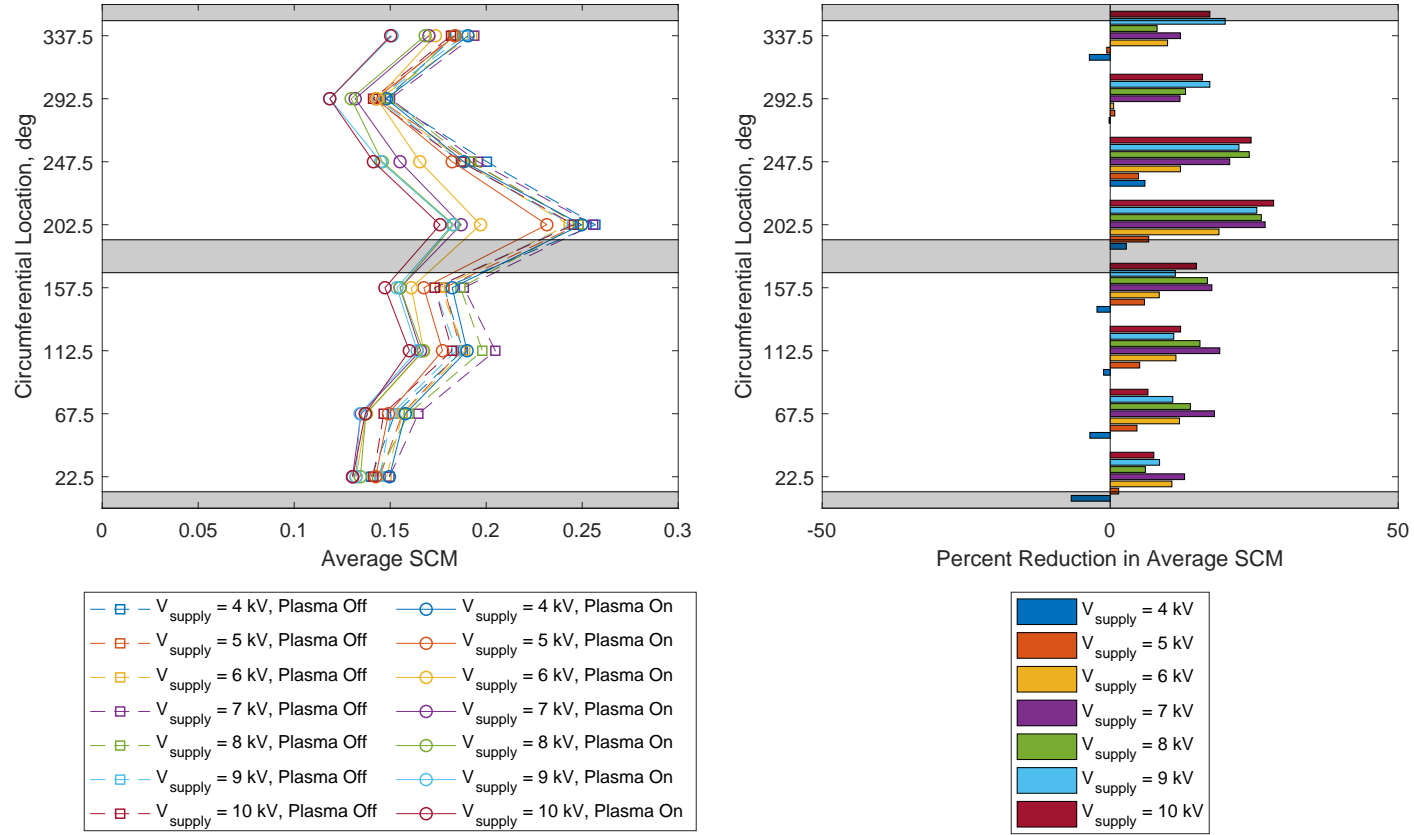 337.5
292.5
247.5
202.5
157.5
112.5
67.5
22.5
Circumferential Location, deg
0
0.05
0.1
0.15
0.2
0.25
0.3
Average SCM
337.5
292.5
247.5
202.5
157.5
112.5
67.5
22.5
Circumferential Location, deg
-50
0
50
Percent Reduction in Average SCM
V_supply = 4 kV, Plasma Off
V_supply = 5 kV, Plasma Off
V_supply = 6 kV, Plasma Off
V_supply = 7 kV, Plasma Off
V_supply = 8 kV, Plasma Off
V_supply = 9 kV, Plasma Off
V_supply = 10 kV, Plasma Off
V_supply = 4 kV, Plasma On
V_supply = 5 kV, Plasma On
V_supply = 6 kV, Plasma On
V_supply = 7 kV, Plasma On
V_supply = 8 kV, Plasma On
V_supply = 9 kV, Plasma On
V_supply = 10 kV, Plasma On
V_supply = 4 kV
V_supply = 5 kV
V_supply = 6 kV
V_supply = 7 kV
V_supply = 8 kV
V_supply = 9 kV
V_supply = 10 kV